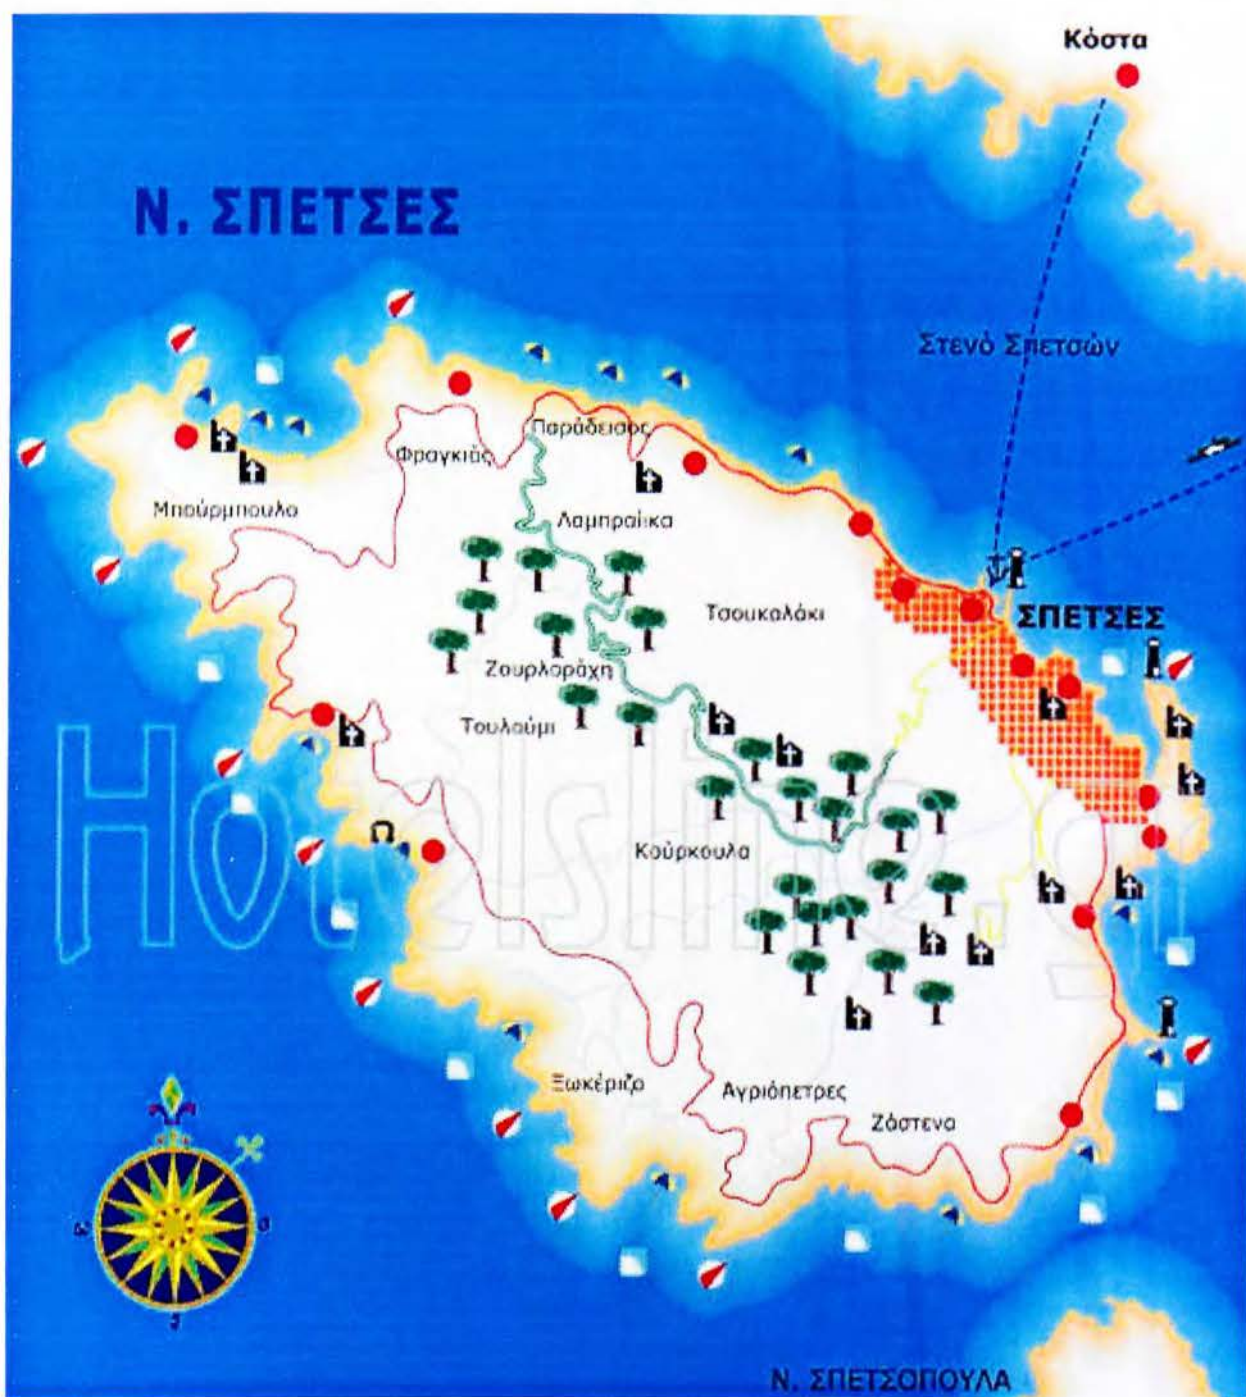 Κόστα
Ν. ΣΠΕΤΣΕΣ
Στενό Σπετσών
Παράδεισος
Φραγκιάς
Μπούρμπουλο
Λαμπραίικα
Τσουκαλάκι
ΣΠΕΤΣΕΣ
Ζουρλοράχη
Τουλούμι
Κούρκουλα
Ξωκέριζο
Αγριόπετρες
Ζάστενα
Ν. ΣΠΕΤΣΟΠΟΥΛΑ